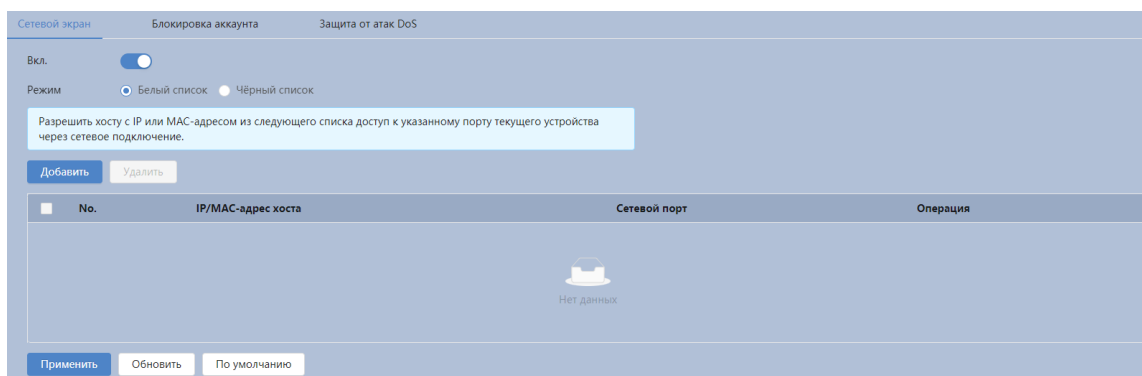 Сетевой экран Блокировка аккаунта Защита от атак DoS
Вкл.
Режим Белый список Чёрный список
Разрешить хосту с IP или MAC-адресом из следующего списка доступ к указанному порту текущего устройства
через сетевое подключение.
Добавить Удалить
No. IP/MAC-адрес хоста Сетевой порт Операция
Нет данных
Применить Обновить По умолчанию